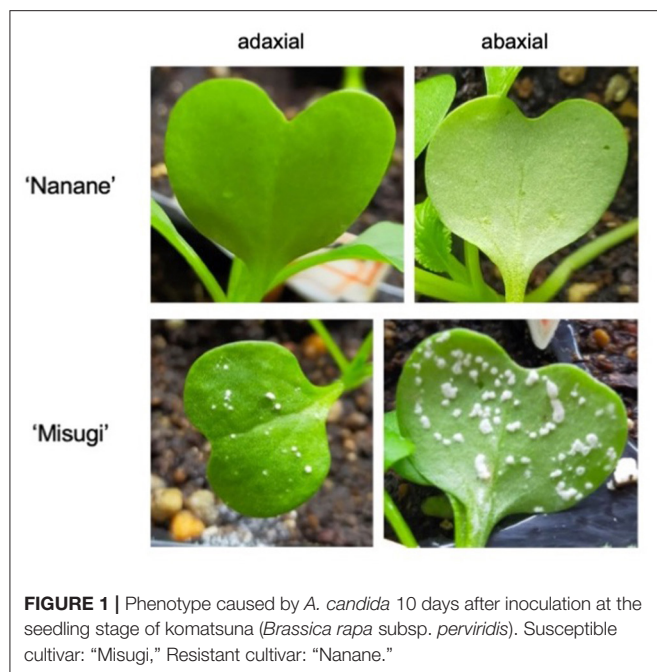 adaxial abaxial
'Nanane'
'Misugi'
FIGURE 1 | Phenotype caused by A. candida 10 days after inoculation at the
seedling stage of komatsuna (Brassica rapa subsp. perviridis). Susceptible
cultivar: “Misugi,” Resistant cultivar: “Nanane.”